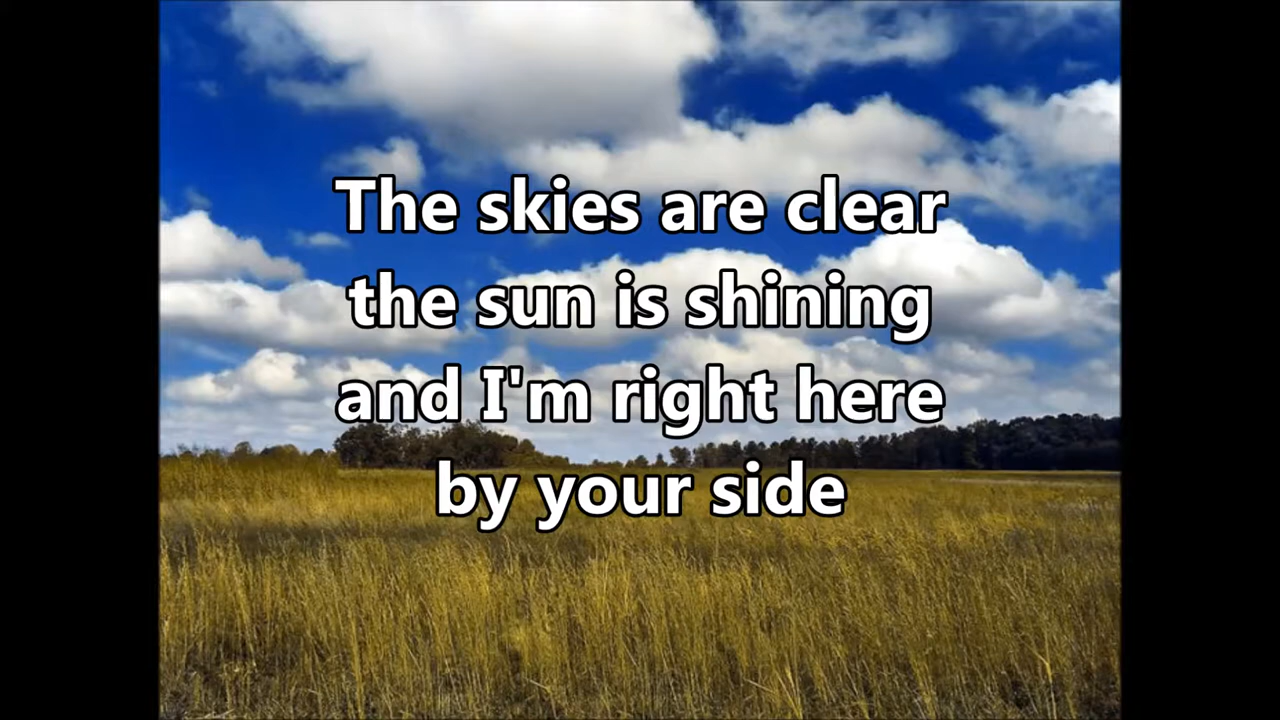 The skies are clear
the sun is shining
and I'm right here
by your side